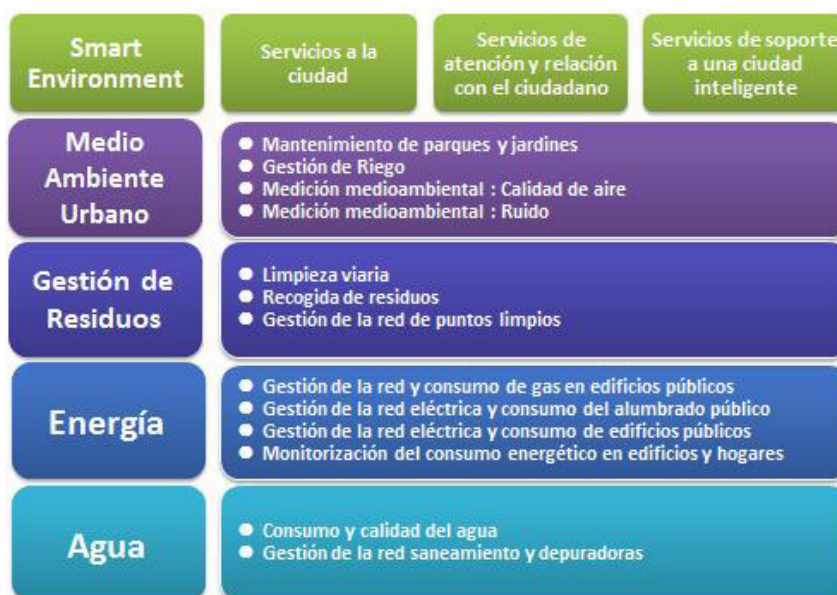 Smart
Environment
Servicios a la
ciudad
Servicios de
atención y relación
con el ciudadano
Servicios de soporte
a una ciudad
inteligente
Medio
Ambiente
Urbano
Mantenimiento de parques y jardines
Gestión de Riego
Medición medioambiental : Calidad de aire
Medición medioambiental : Ruido
Gestión de
Residuos
Limpieza viaria
Recogida de residuos
Gestión de la red de puntos limpios
Energía
Gestión de la red y consumo de gas en edificios públicos
Gestión de la red eléctrica y consumo del alumbrado público
Gestión de la red eléctrica y consumo de edificios públicos
Monitorización del consumo energético en edificios y hogares
Agua
Consumo y calidad del agua
Gestión de la red saneamiento y depuradoras